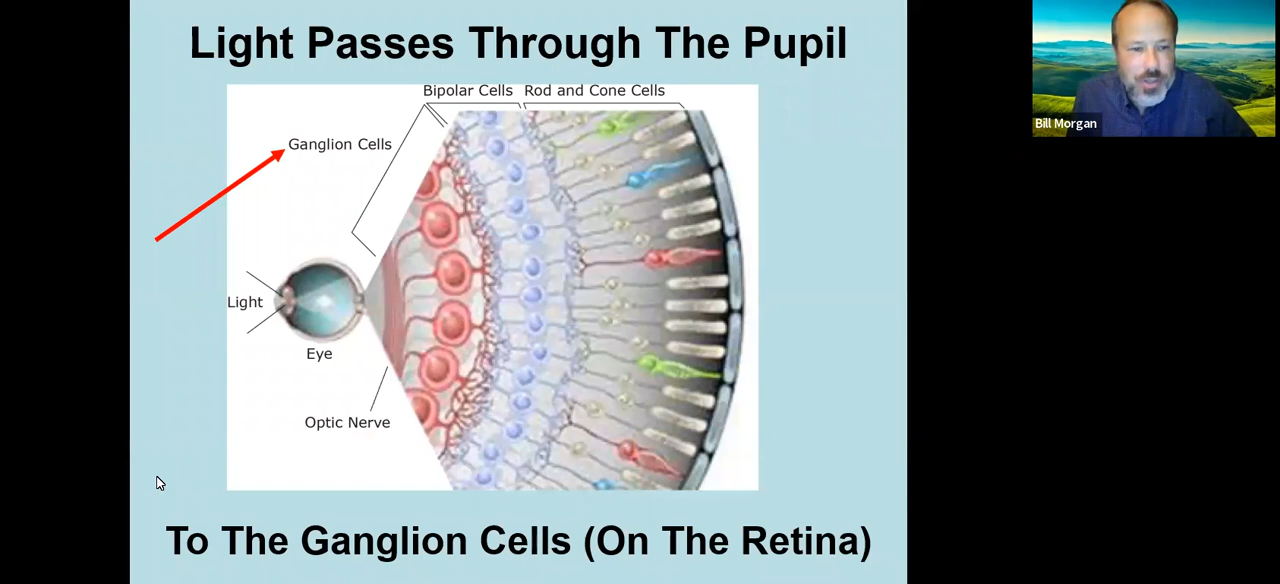 Light Passes Through The Pupil
Bipolar Cells
Rod and Cone Cells
Ganglion Cells
Light
Eye
Optic Nerve
To The Ganglion Cells (On The Retina)
Bill Morgan